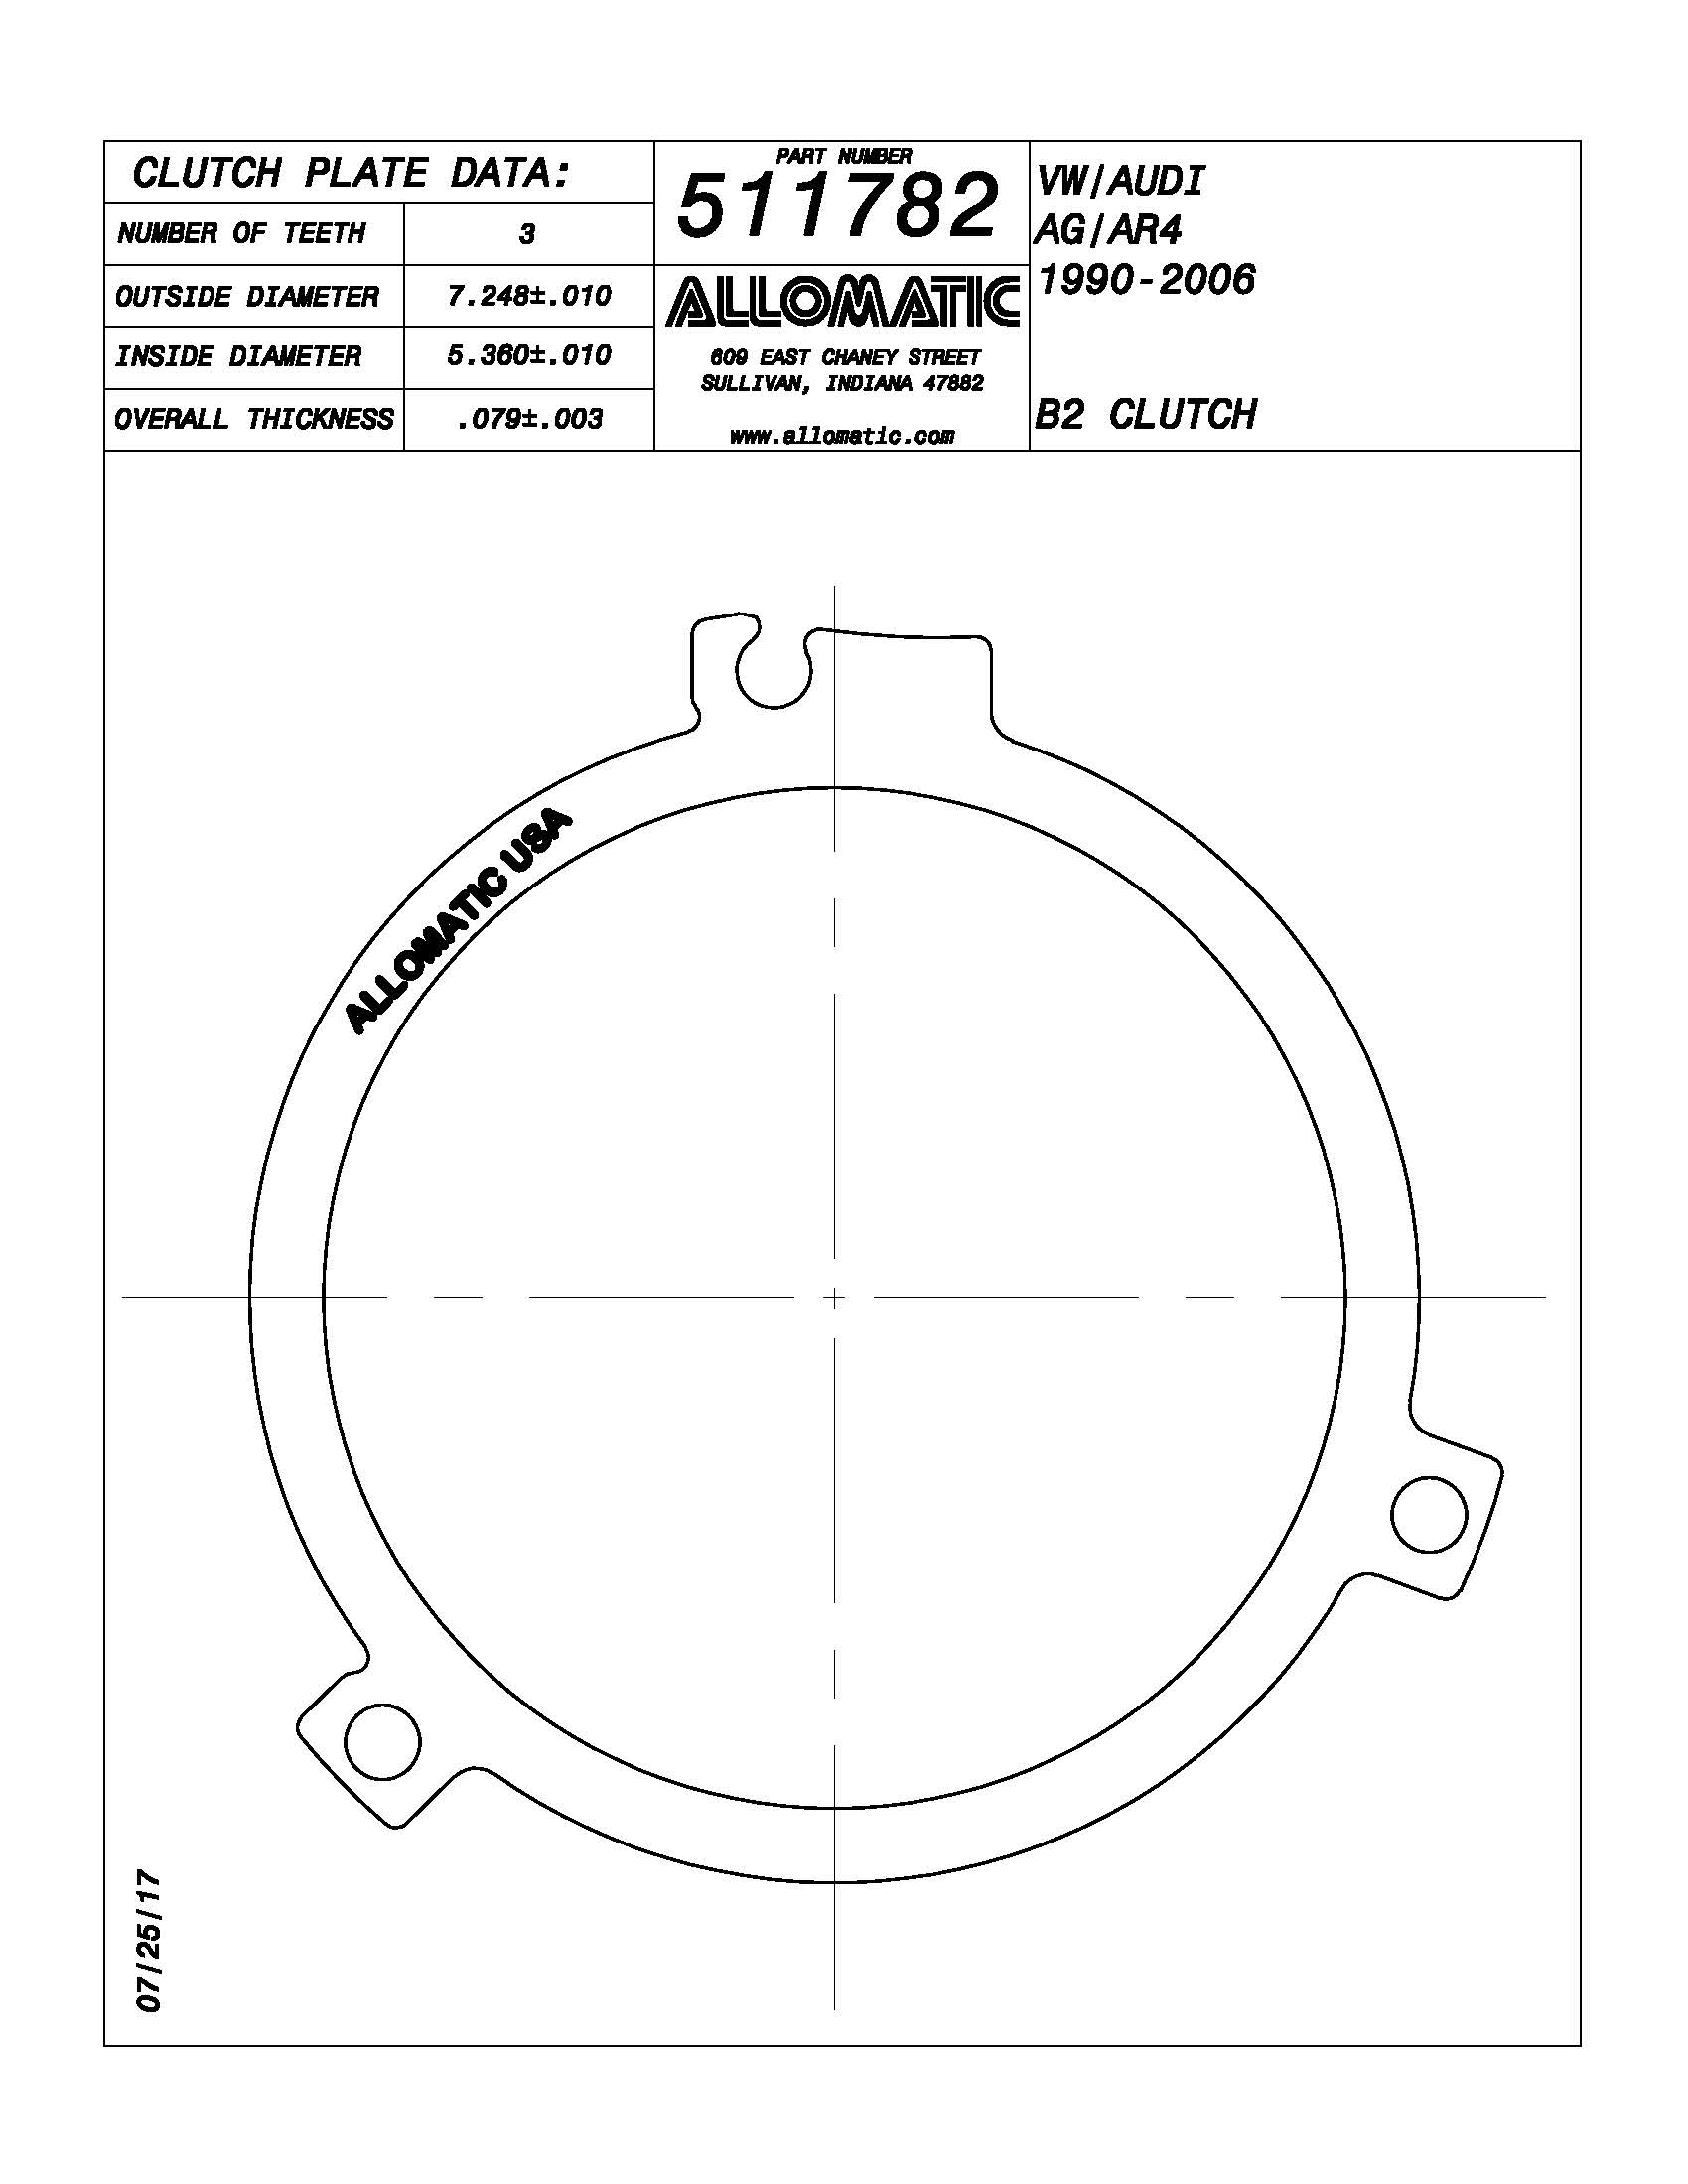 CLUTCH PLATE DATA:
NUMBER OF TEETH 3
OUTSIDE DIAMETER 7.248±.010
INSIDE DIAMETER 5.360±.010
OVERALL THICKNESS .079±.003
PART NUMBER
511782
ALLOMATIC
609 EAST CHANEY STREET
SULLIVAN, INDIANA 47882
www.allomatic.com
VW/AUDI
AG/AR4
1990-2006
B2 CLUTCH
ALLOMATIC USA
07/25/17